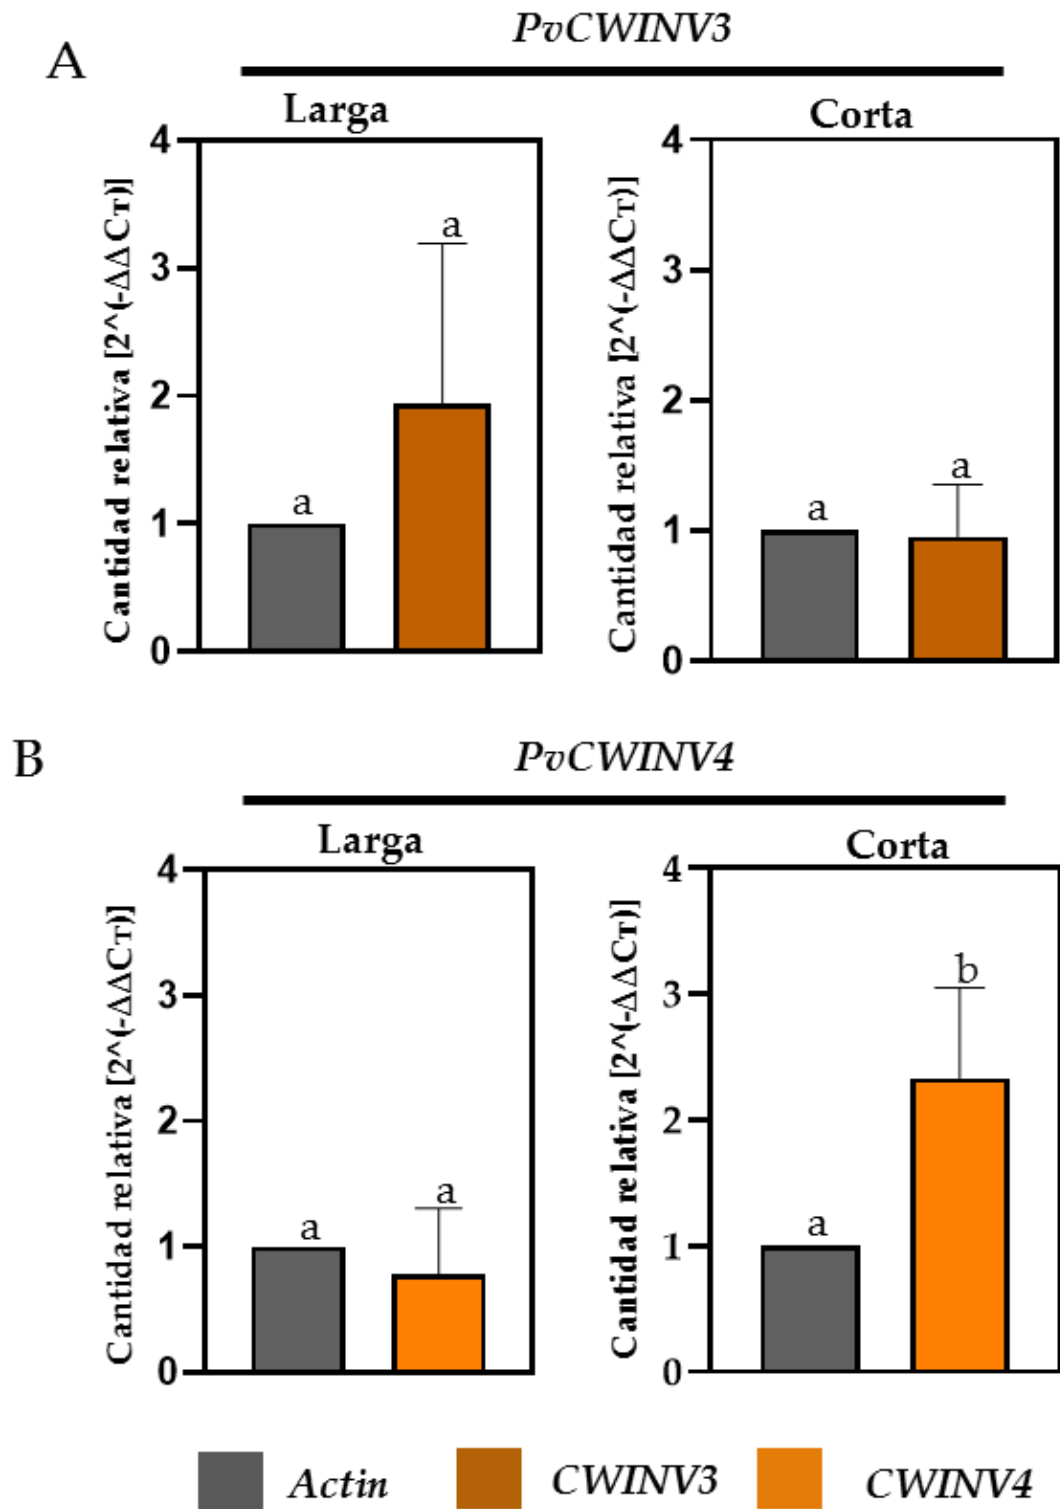 A
PvCWINV3
Larga
Corta
Cantidad relativa [2^(-ΔΔCT)]
4
3
2
1
0
a
a
Cantidad relativa [2^(-ΔΔCT)]
4
3
2
1
0
a
a
B
PvCWINV4
Larga
Corta
Cantidad relativa [2^(-ΔΔCT)]
4
3
2
1
0
a
a
Cantidad relativa [2^(-ΔΔCT)]
4
3
2
1
0
a
b
Actin
CWINV3
CWINV4